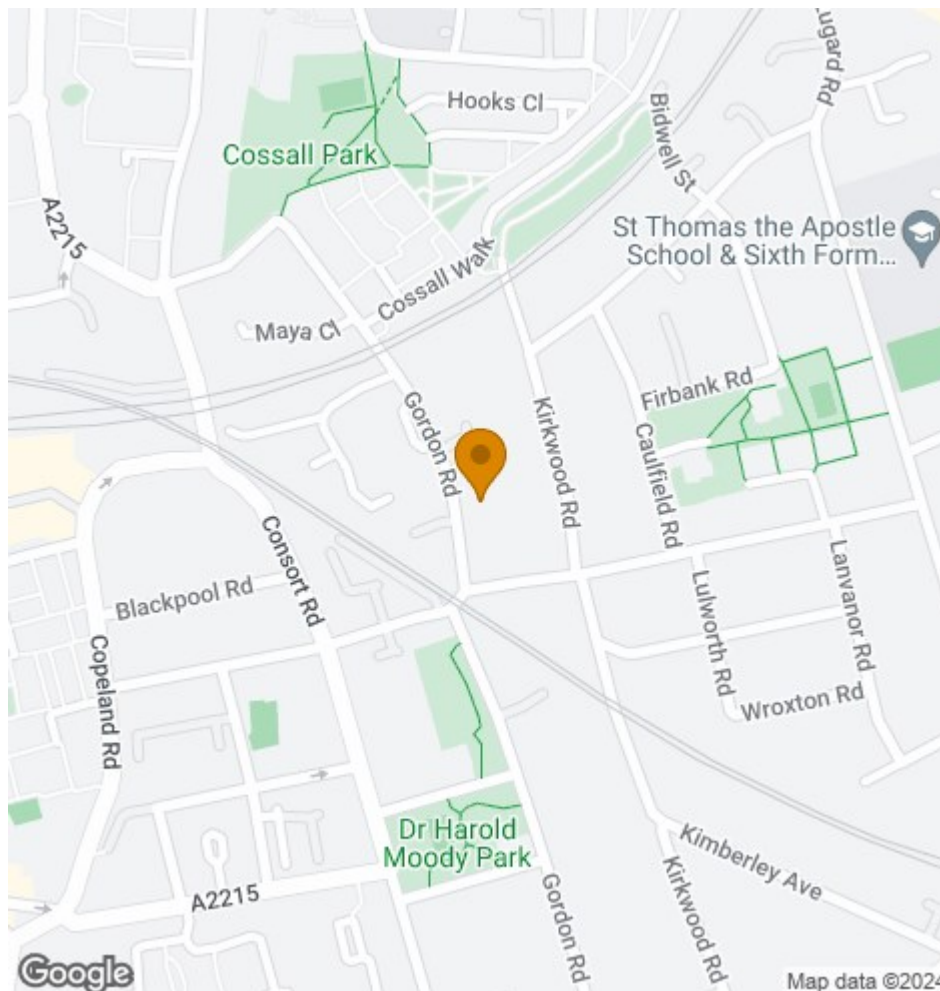 Lugard Rd
Hooks Cl
Bidwell St
Cossall Park
A2215
St Thomas the Apostle
School & Sixth Form...
Cossall Walk
Maya Cl
Firbank Rd
Gordon Rd
Kirkwood Rd
Caulfield Rd
Consort Rd
Blackpool Rd
Lanvanor Rd
Lulworth Rd
Copeland Rd
Wroxton Rd
Dr Harold
Moody Park
Kimberley Ave
A2215
Gordon Rd
Kirkwood Rd
Google
Map data ©2024